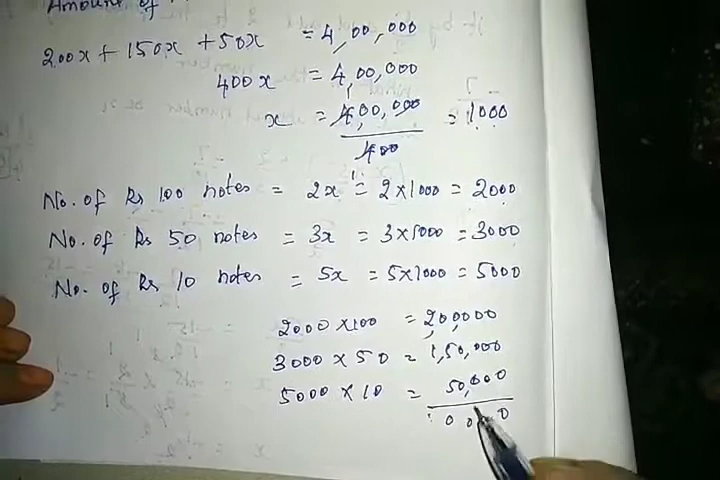 Amount of
200x + 150x + 50x = 4,00,000
400x = 4,00,000
x = 4,00,000 / 400 = 1000
No. of Rs 100 notes = 2x = 2×1000 = 2000
No. of Rs 50 notes = 3x = 3×1000 = 3000
No. of Rs 10 notes = 5x = 5×1000 = 5000
2000 × 100 = 2,00,000
3000 × 50 = 1,50,000
5000 × 10 = 50,000